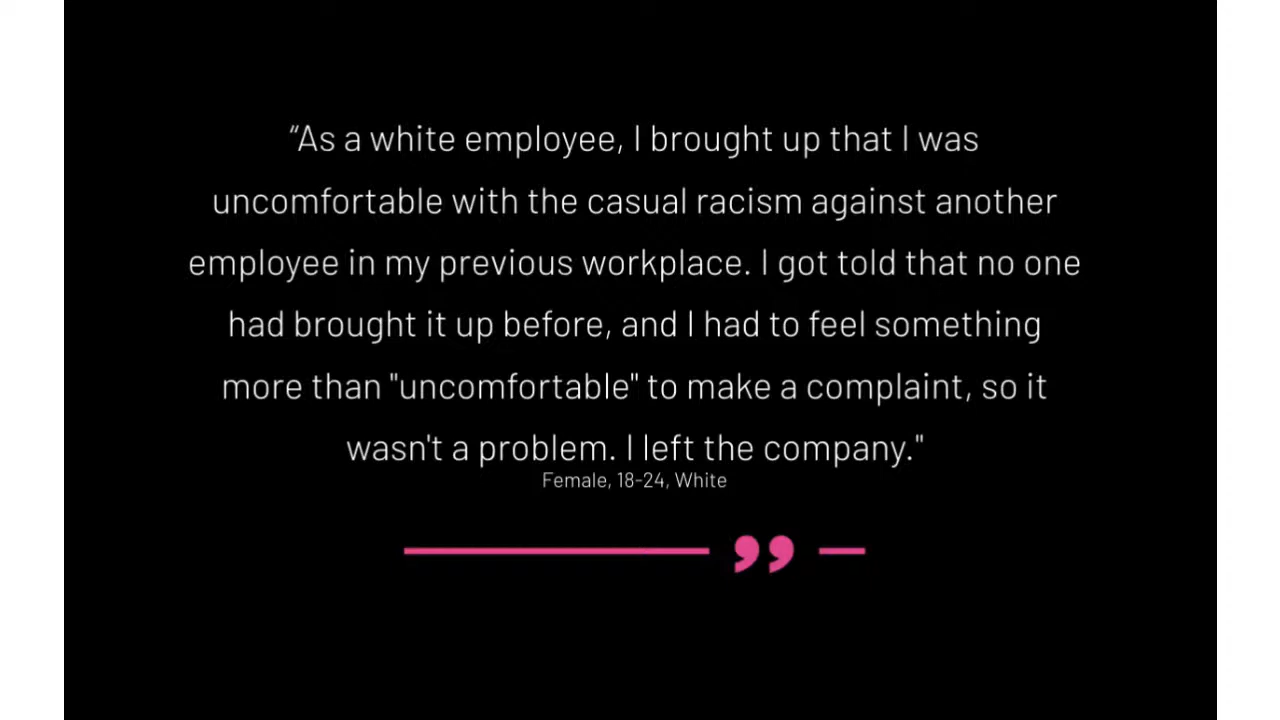 “As a white employee, I brought up that I was
uncomfortable with the casual racism against another
employee in my previous workplace. I got told that no one
had brought it up before, and I had to feel something
more than "uncomfortable" to make a complaint, so it
wasn't a problem. I left the company."
Female, 18-24, White
”